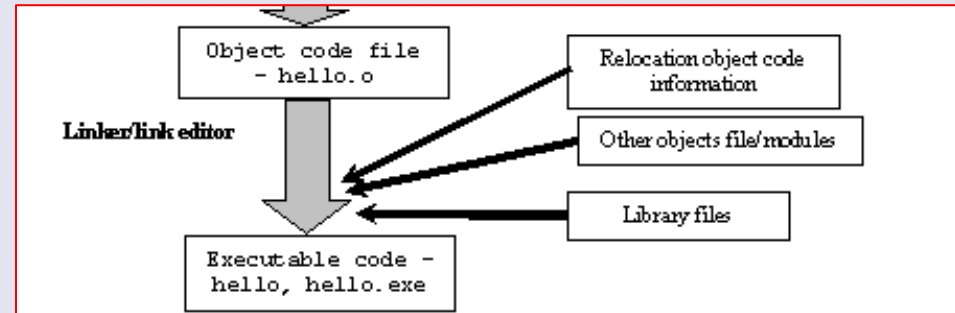 Object code file
- hello.o
Relocation object code
information
Linker/link editor
Other objects file/modules
Library files
Executable code -
hello, hello.exe